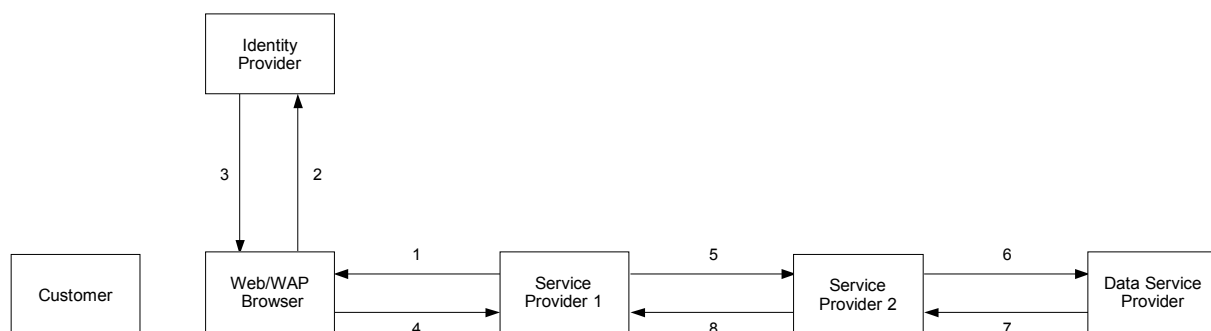 Identity
Provider
3
2
1
5
6
Customer
Web/WAP
Browser
Service
Provider 1
Service
Provider 2
Data Service
Provider
4
8
7